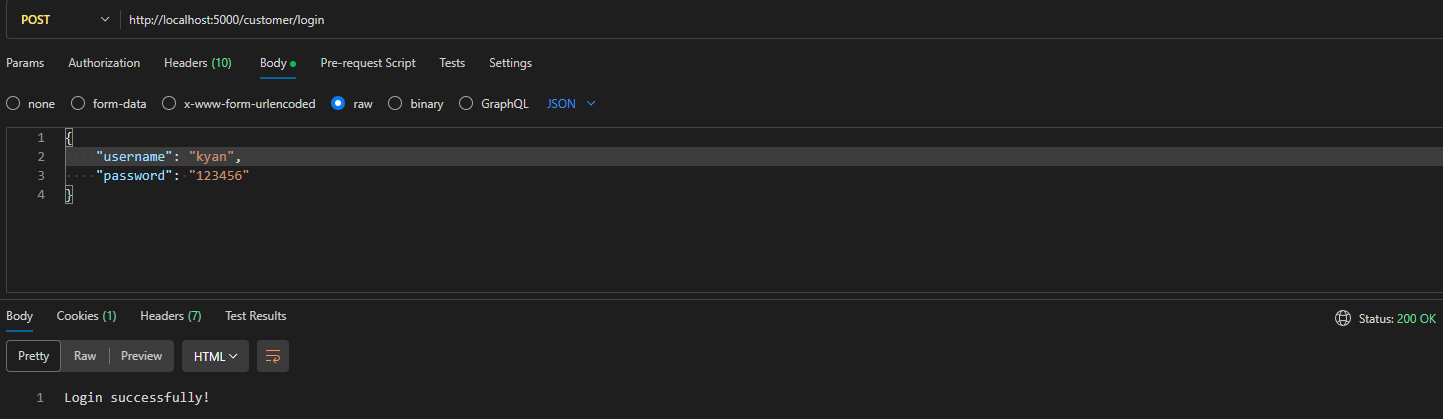 POST http://localhost:5000/customer/login
Params Authorization Headers (10) Body Pre-request Script Tests Settings
none form-data x-www-form-urlencoded raw binary GraphQL JSON
1 {
2 "username": "kyan",
3 "password": "123456"
4 }
Body Cookies (1) Headers (7) Test Results Status: 200 OK
Pretty Raw Preview HTML
1 Login successfully!